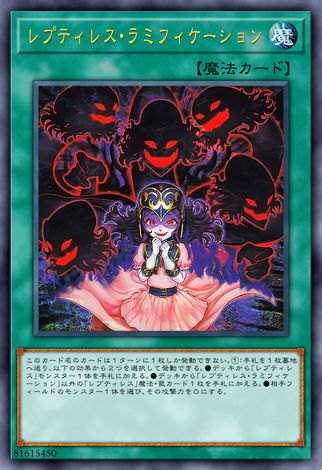 レプティレス・ラミフィケーション 魔
【魔法カード】
このカード名のカードは1ターンに1枚しか発動できない。①:手札を1枚墓地
へ送り、以下の効果から2つを選択して発動できる。●デッキから「レプティレ
ス」モンスター1体を手札に加える。●デッキから「レプティレス・ラミフィケー
ション」以外の「レプティレス」魔法・罠カード1枚を手札に加える。●相手フ
ィールドのモンスター1体を選び、その攻撃力を0にする。
81615450